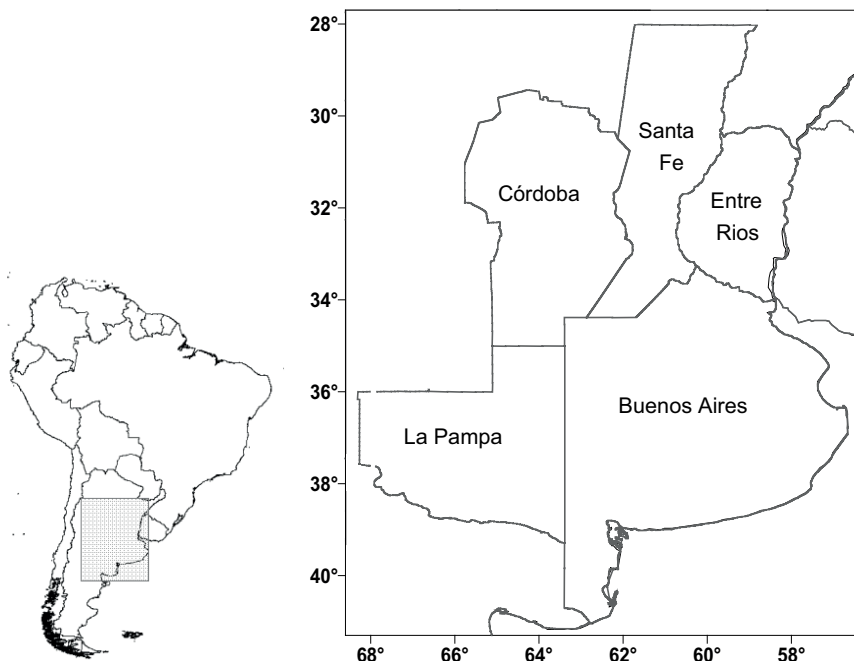 28°
30°
32°
34°
36°
38°
40°
Santa
Fe
Córdoba
Entre
Rios
Buenos Aires
La Pampa
68°
66°
64°
62°
60°
58°